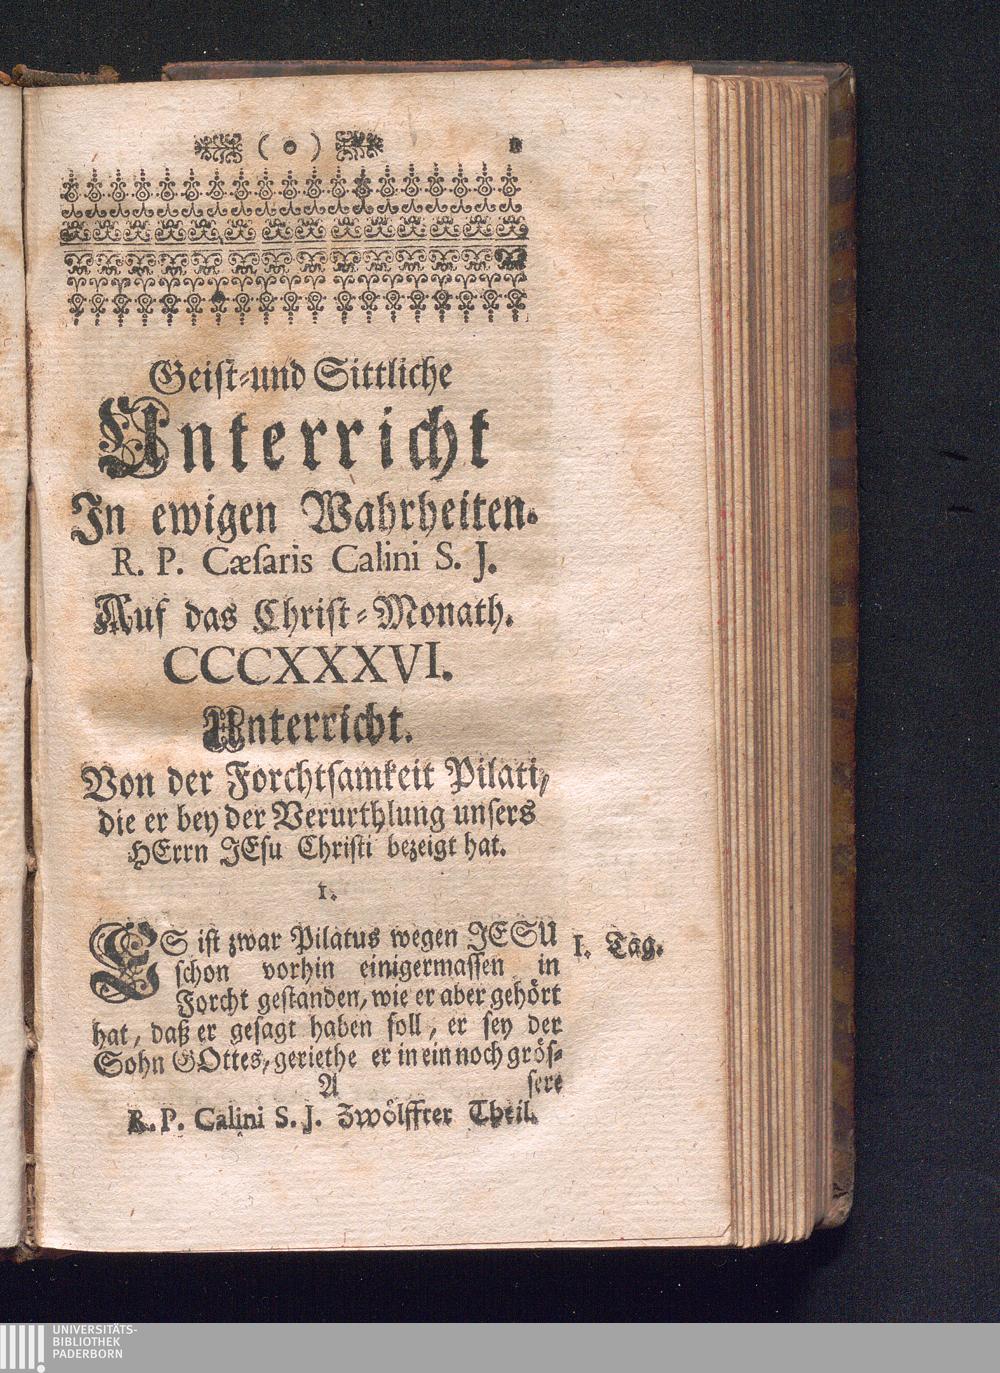 ( o )
Geist-und Sittliche
Unterricht
In ewigen Wahrheiten.
R. P. Cæſaris Calini S. J.
Auf das Chriſt-Monath.
CCCXXXVI.
Unterricht.
Von der Forchtſamkeit Pilati,
die er bey der Verurthlung unſers
HErrn JEſu Chriſti bezeigt hat.
1.
ES iſt zwar Pilatus wegen JESU
I. Tag.
ſchon vorhin einigermaſſen in
Forcht geſtanden, wie er aber gehört
hat, daß er geſagt haben ſoll, er ſey der
Sohn GOttes, geriethe er in ein noch gröſ-
A ſere
R. P. Calini S. J. Zwölffter Theil.
UNIVERSITÄTS-
BIBLIOTHEK
PADERBORN